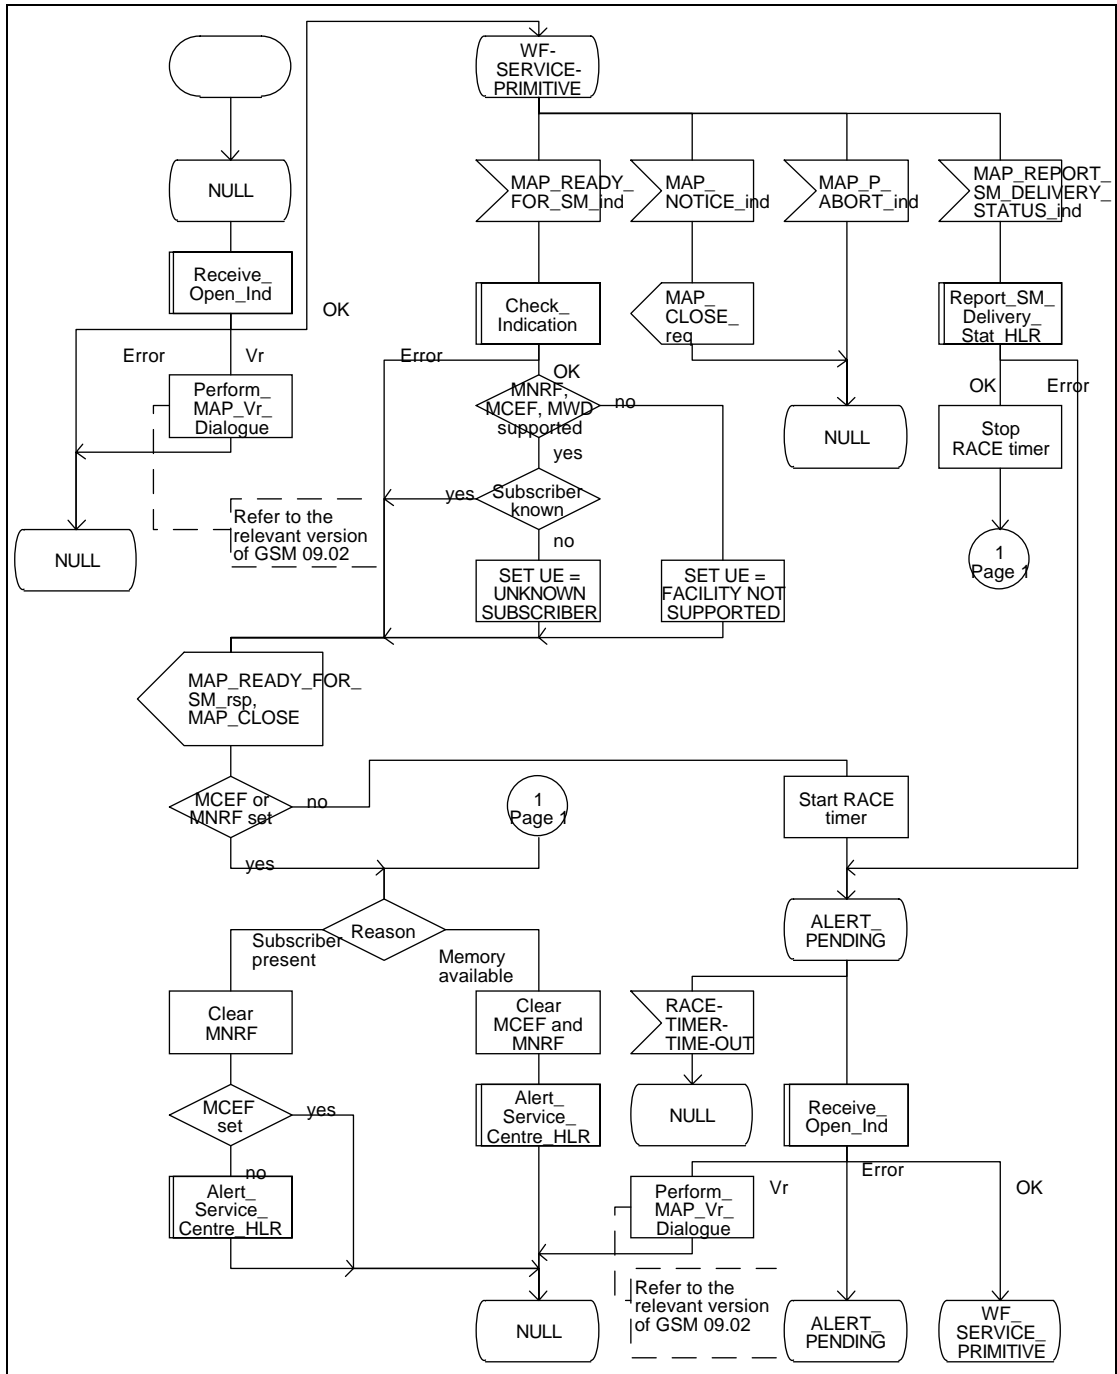 WF-
SERVICE-
PRIMITIVE
NULL
MAP_READY_
FOR_SM_ind
MAP_
NOTICE_ind
MAP_P_
ABORT_ind
MAP_REPORT_
SM_DELIVERY_
STATUS_ind
Receive_
Open_Ind
OK
Check_
Indication
MAP_
CLOSE_
req
Report_SM_
Delivery_
Stat_HLR
Error
Vr
Error
OK
OK
Error
Perform_
MAP_Vr_
Dialogue
MNRF,
MCEF, MWD
supported
no
NULL
Stop
RACE timer
yes
yes
Subscriber
known
Refer to the
relevant version
of GSM 09.02
no
NULL
SET UE =
UNKNOWN
SUBSCRIBER
SET UE =
FACILITY NOT
SUPPORTED
1
Page 1
MAP_READY_FOR_
SM_rsp,
MAP_CLOSE
MCEF or
MNRF set
no
1
Page 1
Start RACE
timer
yes
Reason
ALERT_
PENDING
Subscriber
present
Memory
available
Clear
MNRF
Clear
MCEF and
MNRF
RACE-
TIMER-
TIME-OUT
MCEF
set
yes
Alert_
Service_
Centre_HLR
NULL
Receive_
Open_Ind
no
Alert_
Service_
Centre_HLR
Perform_
MAP_Vr_
Dialogue
Vr
Error
OK
NULL
Refer to the
relevant version
of GSM 09.02
ALERT_
PENDING
WF_
SERVICE_
PRIMITIVE